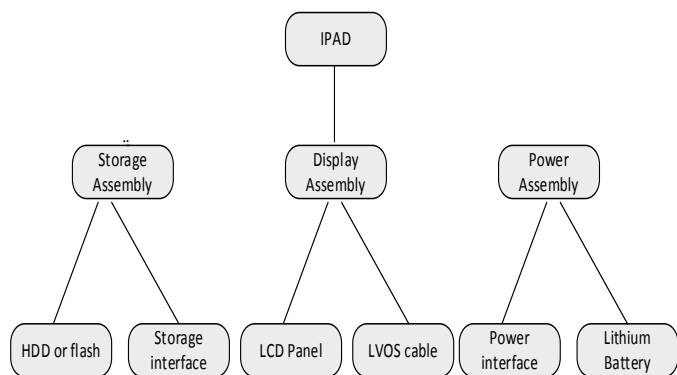 IPAD
Storage
Assembly
Display
Assembly
Power
Assembly
HDD or flash
Storage
interface
LCD Panel
LVOS cable
Power
interface
Lithium
Battery